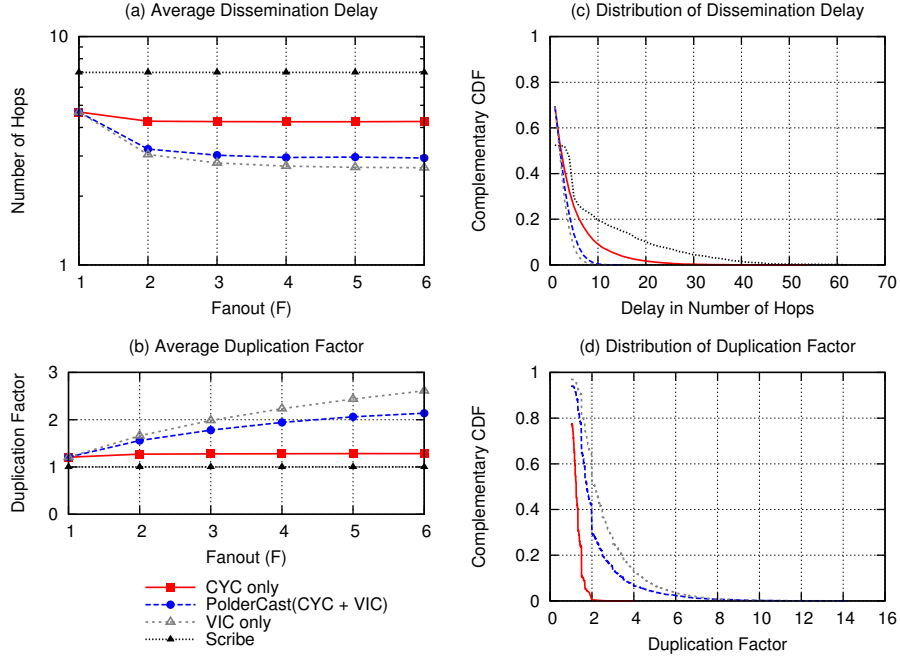 (a) Average Dissemination Delay
10
1
Number of Hops
1 2 3 4 5 6
Fanout (F)
(c) Distribution of Dissemination Delay
1
0.8
0.6
0.4
0.2
0
Complementary CDF
0 10 20 30 40 50 60 70
Delay in Number of Hops
(b) Average Duplication Factor
3
2
1
0
Duplication Factor
1 2 3 4 5 6
Fanout (F)
CYC only
PolderCast(CYC + VIC)
VIC only
Scribe
(d) Distribution of Duplication Factor
1
0.8
0.6
0.4
0.2
0
Complementary CDF
0 2 4 6 8 10 12 14 16
Duplication Factor